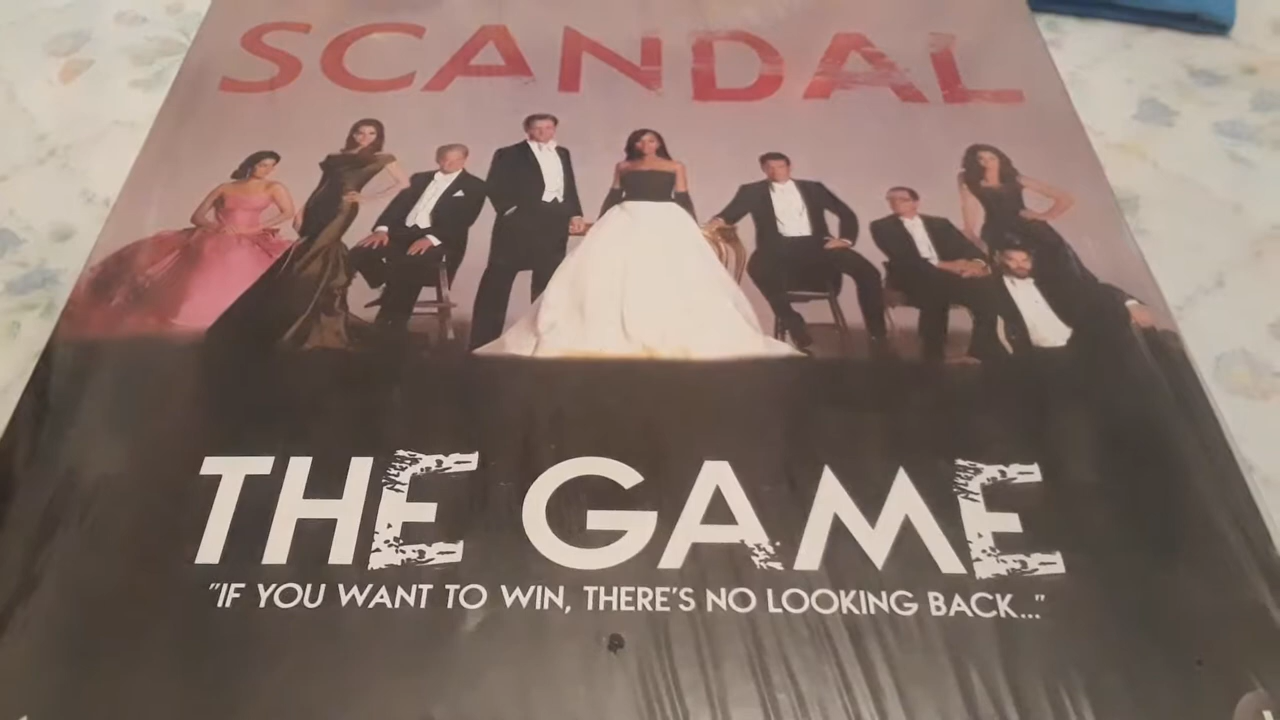 SCANDAL
THE GAME
"IF YOU WANT TO WIN, THERE'S NO LOOKING BACK..."